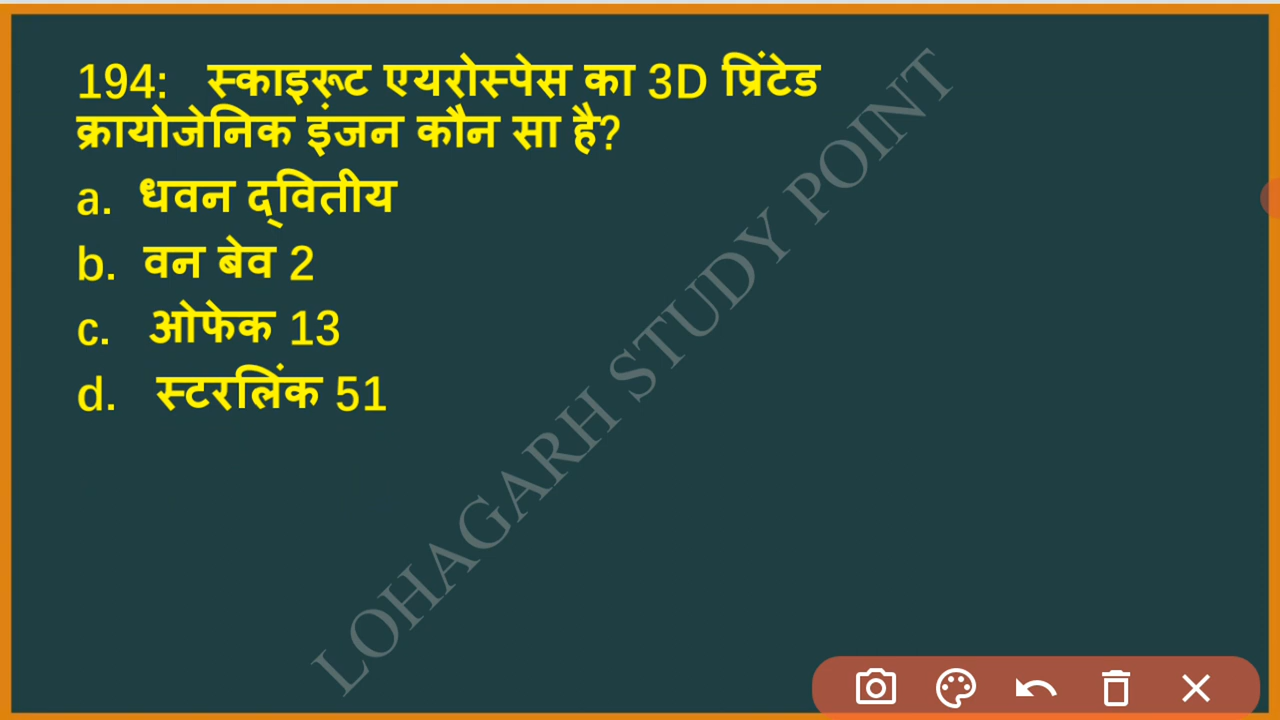 194: स्काइरूट एयरोस्पेस का 3D प्रिंटेड
क्रायोजेनिक इंजन कौन सा है?
a. धवन द्वितीय
b. वन बेव 2
c. ओफेक 13
d. स्टरलिंक 51
LOHAGARH STUDY POINT